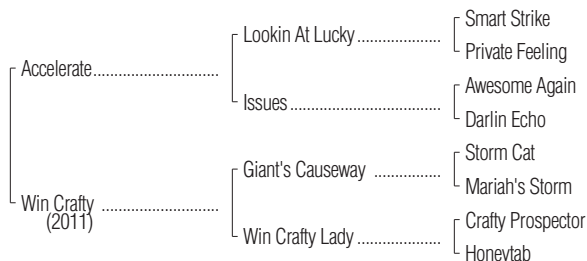 Smart Strike
Lookin At Lucky ....................
Private Feeling
Accelerate...............................
Awesome Again
Issues .............................................
Darlin Echo
Storm Cat
Giant's Causeway ...................
Mariah's Storm
Win Crafty .............................
(2011)
Crafty Prospector
Win Crafty Lady .....................
Honeytab